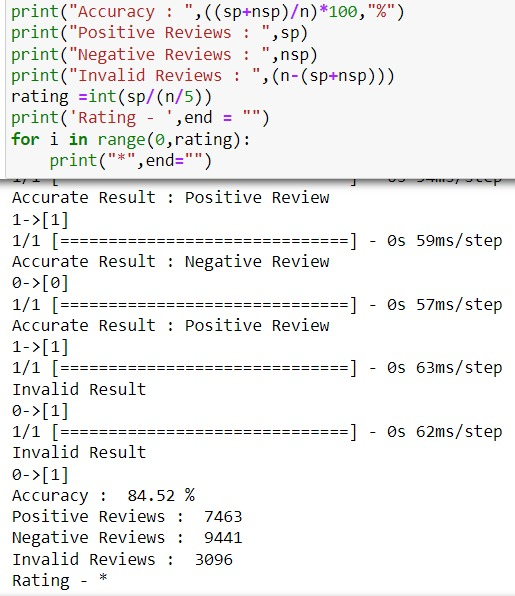 print("Accuracy : ",((sp+nsp)/n)*100,"%")
print("Positive Reviews : ",sp)
print("Negative Reviews : ",nsp)
print("Invalid Reviews : ",(n-(sp+nsp)))
rating =int(sp/(n/5))
print('Rating - ',end = "")
for i in range(0,rating):
    print("*",end="")
Accurate Result : Positive Review
1->[1]
1/1 [==============================] - 0s 59ms/step
Accurate Result : Negative Review
0->[0]
1/1 [==============================] - 0s 57ms/step
Accurate Result : Positive Review
1->[1]
1/1 [==============================] - 0s 63ms/step
Invalid Result
0->[1]
1/1 [==============================] - 0s 62ms/step
Invalid Result
0->[1]
Accuracy :  84.52 %
Positive Reviews :  7463
Negative Reviews :  9441
Invalid Reviews :  3096
Rating - *